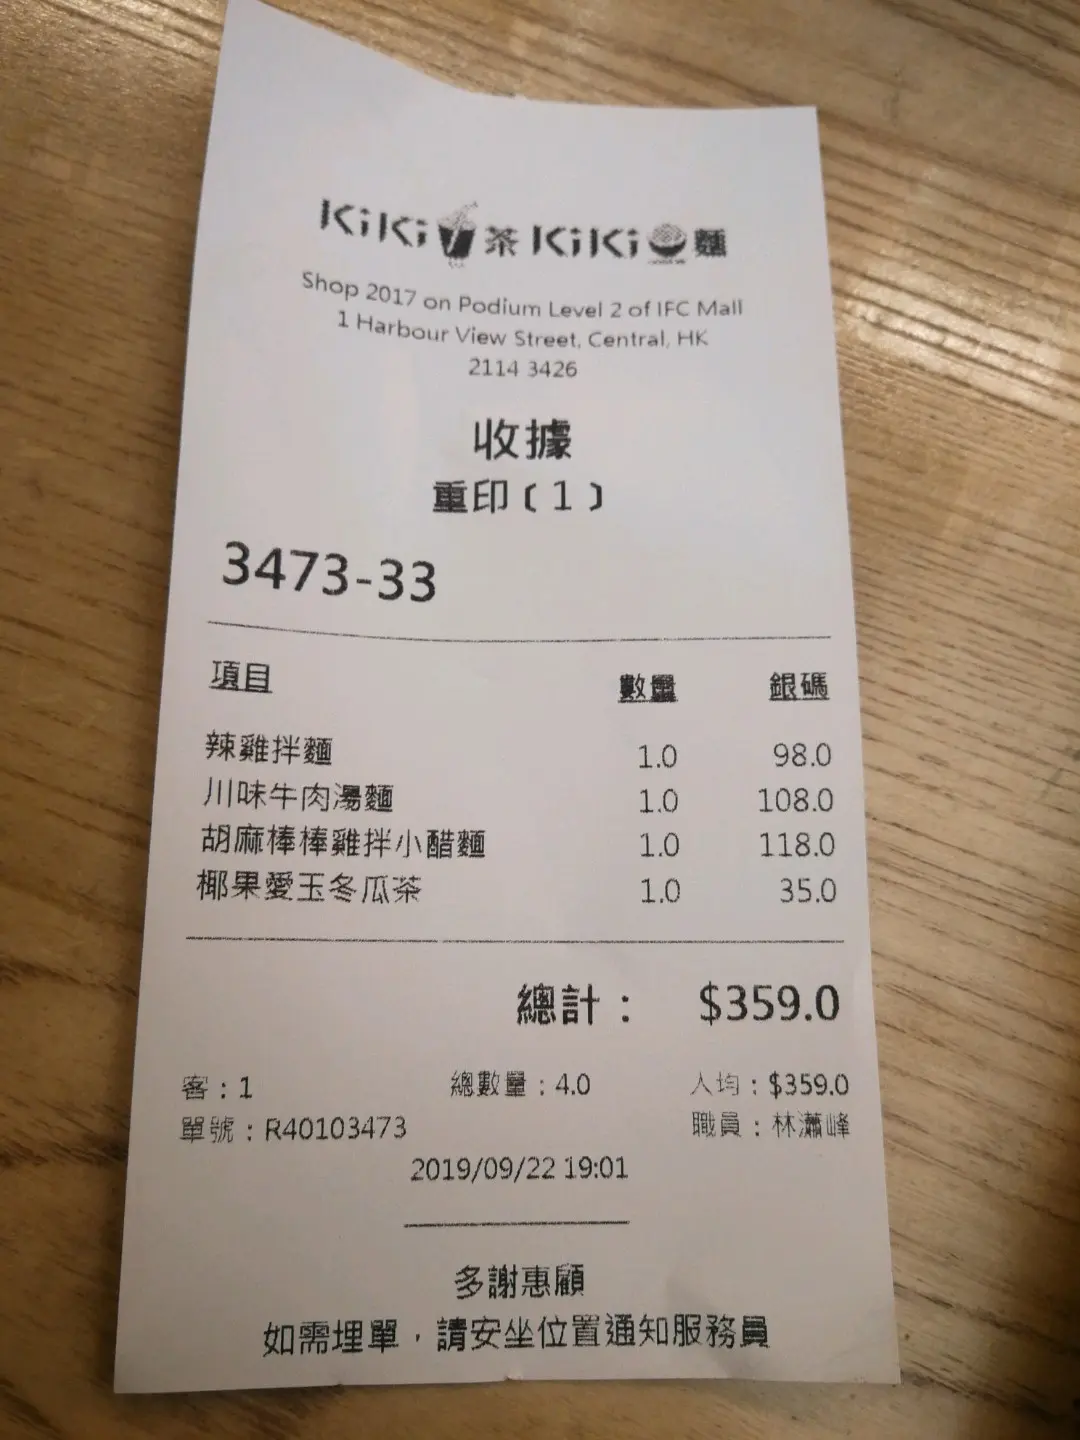 KiKi 茶 KiKi 麵
Shop 2017 on Podium Level 2 of IFC Mall
1 Harbour View Street, Central, HK
2114 3426
收據
重印 ( 1 )
3473-33
項目 數量 銀碼
辣雞拌麵 1.0 98.0
川味牛肉湯麵 1.0 108.0
胡麻棒棒雞拌小醋麵 1.0 118.0
椰果愛玉冬瓜茶 1.0 35.0
總計： $359.0
客：1 總數量：4.0 人均：$359.0
單號：R40103473 職員：林瀟峰
2019/09/22 19:01
多謝惠顧
如需埋單，請安坐位置通知服務員